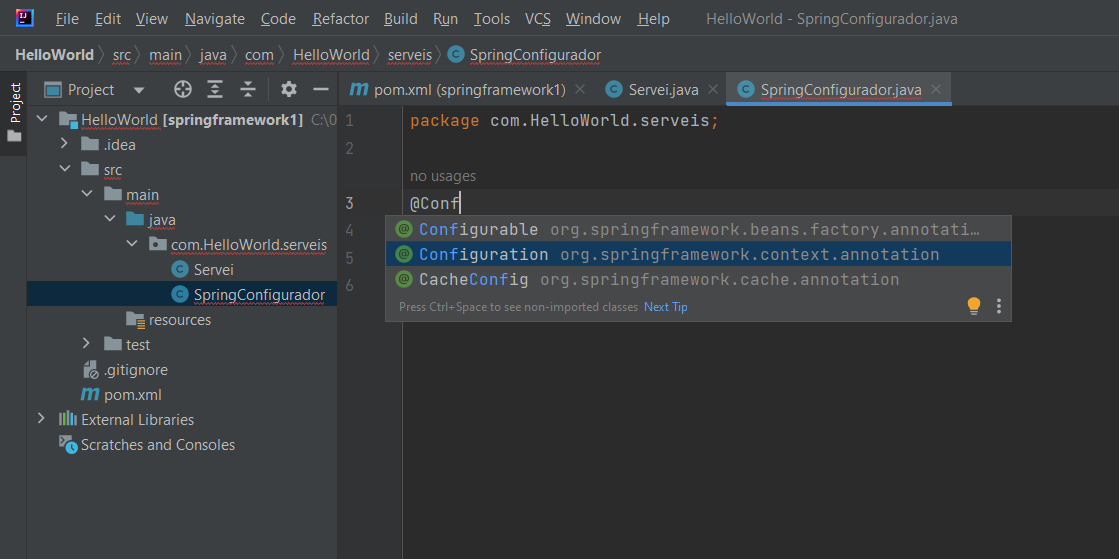 File Edit View Navigate Code Refactor Build Run Tools VCS Window Help HelloWorld - SpringConfigurador.java
HelloWorld src main java com HelloWorld serveis SpringConfigurador
Project
Project
pom.xml (springframework1) Servei.java SpringConfigurador.java
HelloWorld [springframework1] C:\0
.idea
src
main
java
com.HelloWorld.serveis
Servei
SpringConfigurador
resources
test
.gitignore
pom.xml
External Libraries
Scratches and Consoles
1 package com.HelloWorld.serveis;
2
no usages
3 @Conf
4
5
6
Configurable org.springframework.beans.factory.annotati...
Configuration org.springframework.context.annotation
CacheConfig org.springframework.cache.annotation
Press Ctrl+Space to see non-imported classes Next Tip